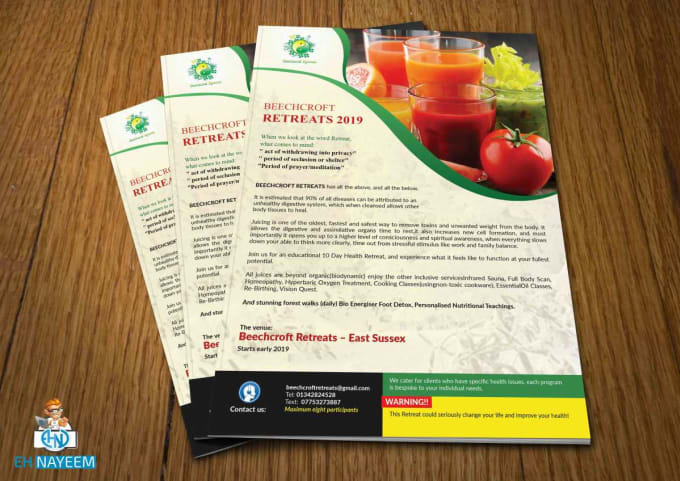 Samaweh Spents
BEECHCROFT
RETREATS 2019
When we look at the word Retreat,
what comes to mind:
" act of withdrawing into privacy"
" period of seclusion or shelter"
"Period of prayer/meditation"
BEECHCROFT RETREATS has all the above, and all the below.
It is estimated that 90% of all diseases can be attributed to an
unhealthy digestive system, which when cleansed allows other
body tissues to heal.
Juicing is one of the oldest, fastest and safest way to remove toxins and unwanted weight from the body. It
allows the digestive and assimilative organs time to rest,it also increases new cell formation, and must
importantly it opens you up to a higher level of consciousness and spiritual awareness, when everything slows
down your able to think more clearly, time out from stressful stimulus like work and family balance.
Join us for an educational 10 Day Health Retreat, and experience what it feels like to function at your fullest
potential.
All juices are beyond organic(biodynamic) enjoy the other inclusive servicesInfrared Sauna, Full Body Scan,
Homeopathy, Hyperbaric Oxygen Treatment, Cooking Classes(usingnon-toxic cookware), EssentialOil Classes,
Re-Birthing, Vision Quest.
And stunning forest walks (daily) Bio Energiser Foot Detox, Personalised Nutritional Teachings.
The venue:
Beechcroft Retreats – East Sussex
Starts early 2019
Contact us:
beechcroftretreats@gmail.com
Tel: 01342824528
Text: 07753273887
Maximum eight participants
We cater for clients who have specific health issues, each program
is bespoke to your individual needs.
WARNING!!
This Retreat could seriously change your life and improve your health!
EHN
EH NAYEEM